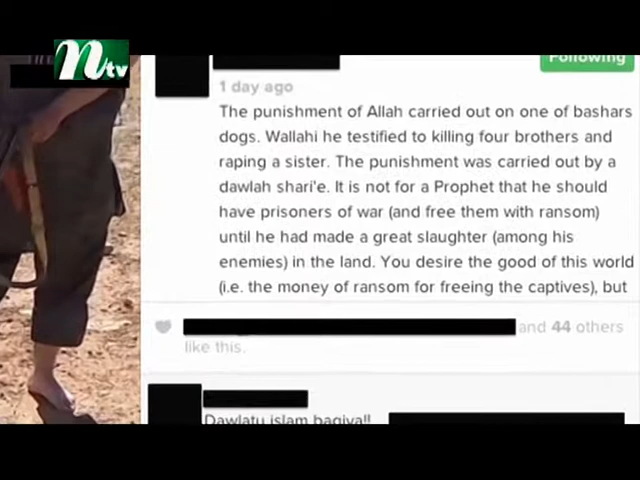 ntv
Following
1 day ago
The punishment of Allah carried out on one of bashars
dogs. Wallahi he testified to killing four brothers and
raping a sister. The punishment was carried out by a
dawlah shari'e. It is not for a Prophet that he should
have prisoners of war (and free them with ransom)
until he had made a great slaughter (among his
enemies) in the land. You desire the good of this world
(i.e. the money of ransom for freeing the captives), but
and 44 others
like this.
Dawlatu islam baqiya!!